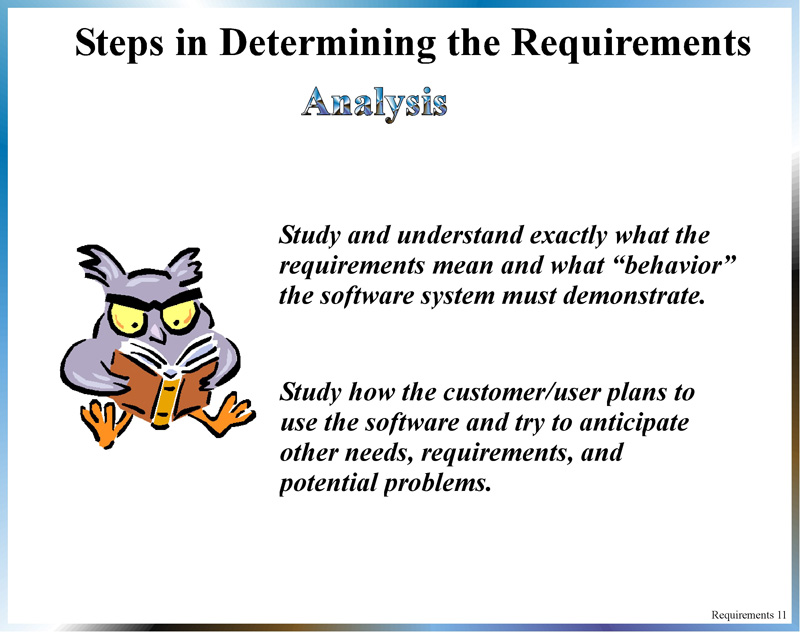 Steps in Determining the Requirements
Analysis
Study and understand exactly what the
requirements mean and what “behavior”
the software system must demonstrate.
Study how the customer/user plans to
use the software and try to anticipate
other needs, requirements, and
potential problems.
Requirements 11